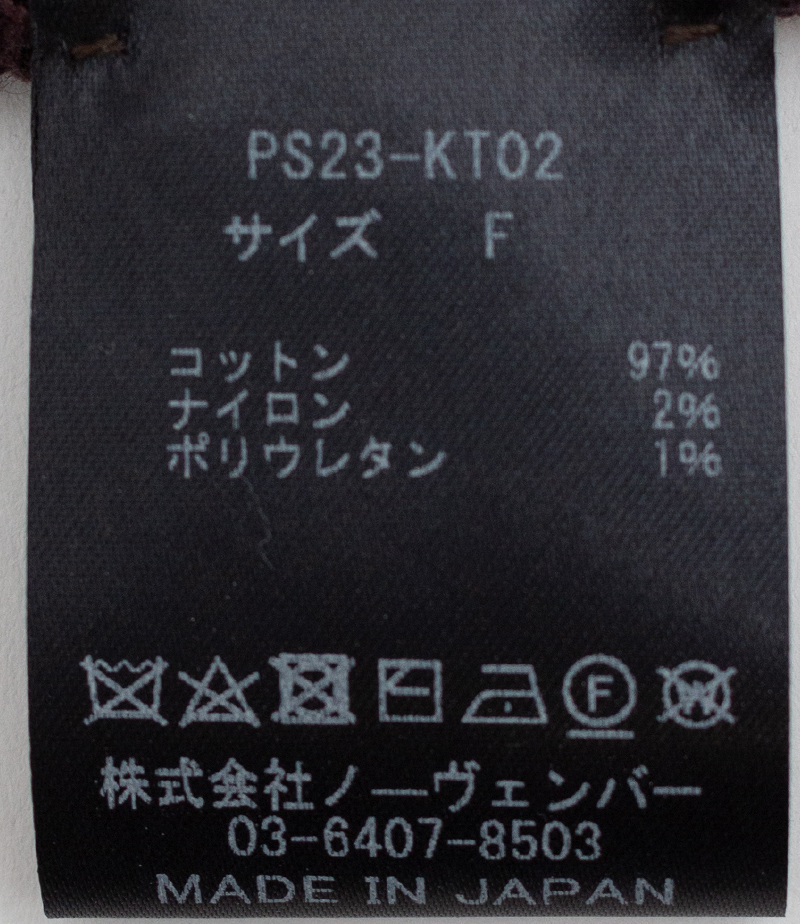 PS23-KT02
サイズ F
コットン 97%
ナイロン 2%
ポリウレタン 1%
F W
株式会社ノーヴェンバー
03-6407-8503
MADE IN JAPAN